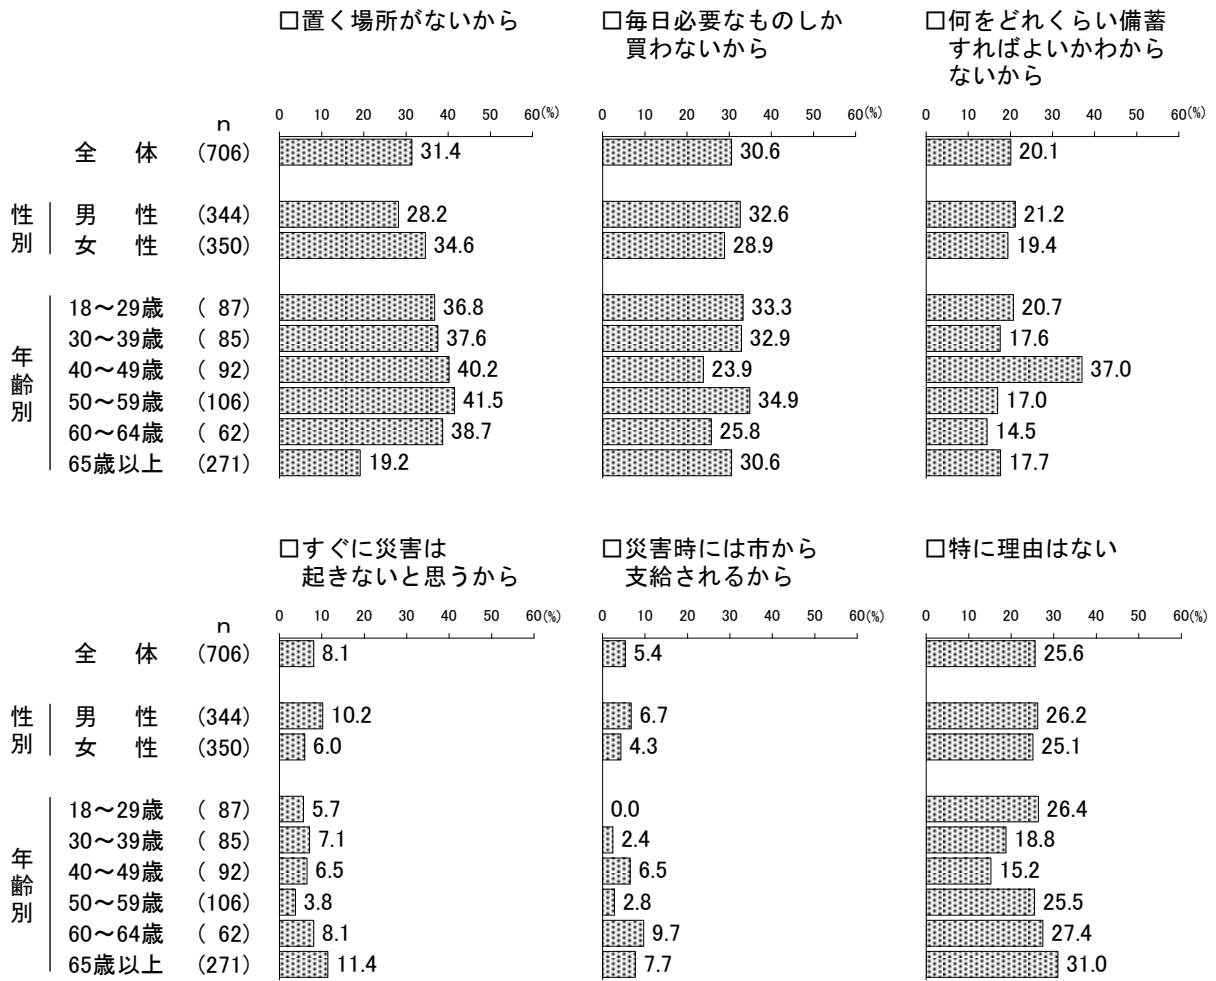 □置く場所がないから
□毎日必要なものしか
買わないから
□何をどれくらい備蓄
すればよいかわから
ないから
0 10 20 30 40 50 60(%)
0 10 20 30 40 50 60(%)
0 10 20 30 40 50 60(%)
n
全 体 (706) 31.4 30.6 20.1
性別
男 性 (344) 28.2 32.6 21.2
女 性 (350) 34.6 28.9 19.4
年齢別
18～29歳 ( 87) 36.8 33.3 20.7
30～39歳 ( 85) 37.6 32.9 17.6
40～49歳 ( 92) 40.2 23.9 37.0
50～59歳 (106) 41.5 34.9 17.0
60～64歳 ( 62) 38.7 25.8 14.5
65歳以上 (271) 19.2 30.6 17.7
□すぐに災害は
起きないと思うから
□災害時には市から
支給されるから
□特に理由はない
0 10 20 30 40 50 60(%)
0 10 20 30 40 50 60(%)
0 10 20 30 40 50 60(%)
n
全 体 (706) 8.1 5.4 25.6
性別
男 性 (344) 10.2 6.7 26.2
女 性 (350) 6.0 4.3 25.1
年齢別
18～29歳 ( 87) 5.7 0.0 26.4
30～39歳 ( 85) 7.1 2.4 18.8
40～49歳 ( 92) 6.5 6.5 15.2
50～59歳 (106) 3.8 2.8 25.5
60～64歳 ( 62) 8.1 9.7 27.4
65歳以上 (271) 11.4 7.7 31.0